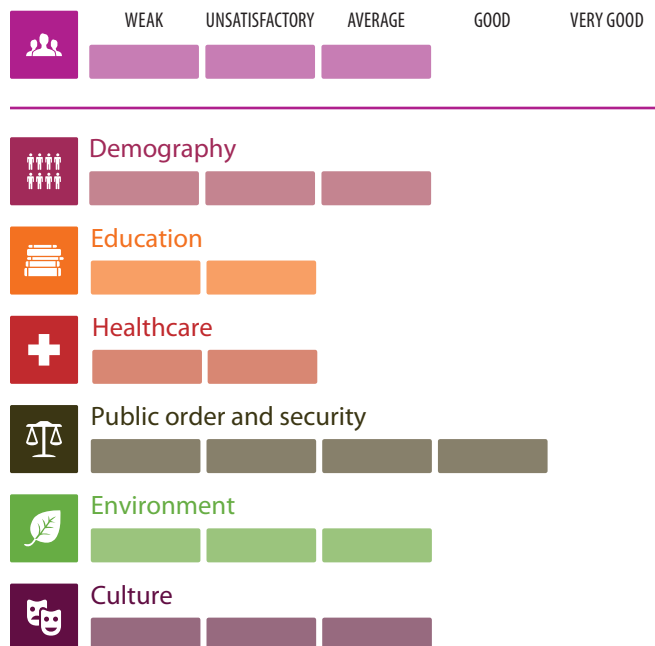 WEAK UNSATISFACTORY AVERAGE GOOD VERY GOOD
Demography
Education
Healthcare
Public order and security
Environment
Culture